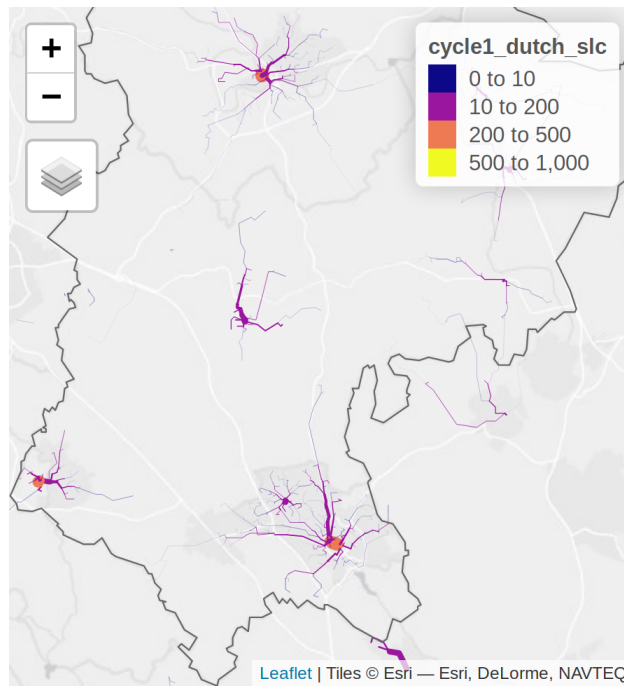 +
−
cycle1_dutch_slc
0 to 10
10 to 200
200 to 500
500 to 1,000
Leaflet | Tiles © Esri — Esri, DeLorme, NAVTEQ